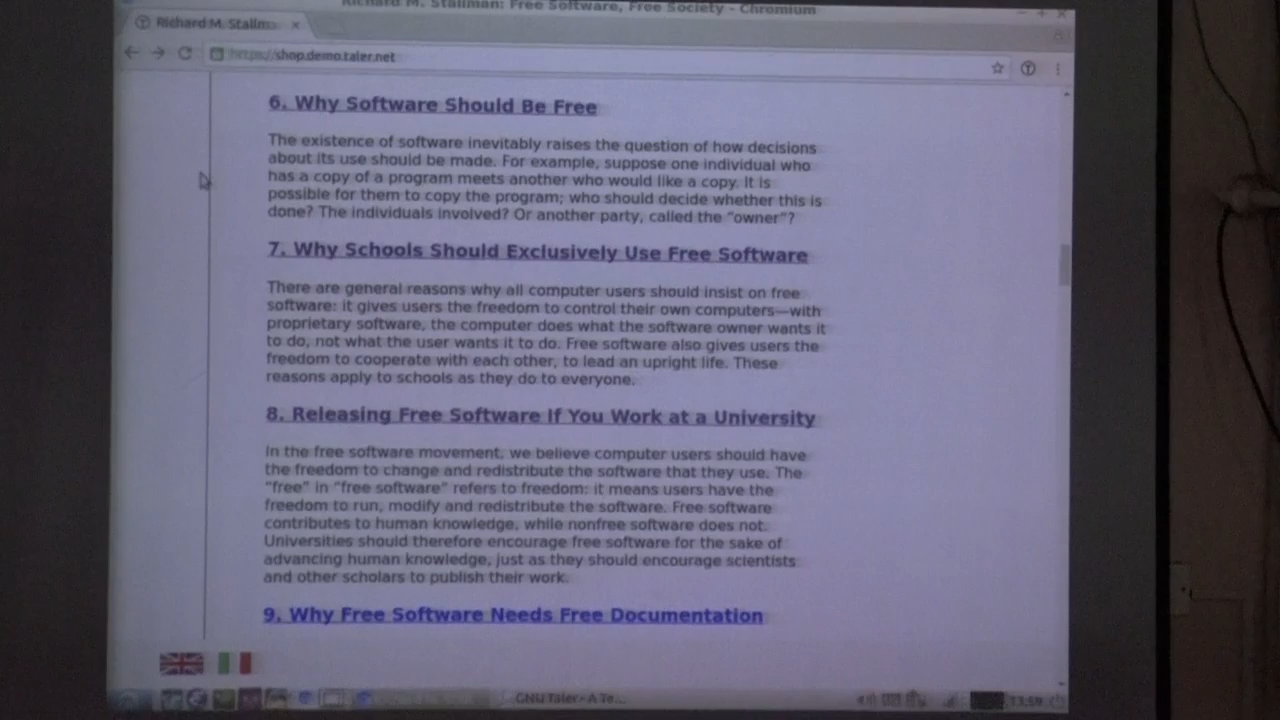 Richard M. Stallman: Free Software, Free Society - Chromium
Richard M. Stallm
https://shop.demo.taler.net
6. Why Software Should Be Free
The existence of software inevitably raises the question of how decisions
about its use should be made. For example, suppose one individual who
has a copy of a program meets another who would like a copy. It is
possible for them to copy the program; who should decide whether this is
done? The individuals involved? Or another party, called the “owner”?
7. Why Schools Should Exclusively Use Free Software
There are general reasons why all computer users should insist on free
software: it gives users the freedom to control their own computers—with
proprietary software, the computer does what the software owner wants it
to do, not what the user wants it to do. Free software also gives users the
freedom to cooperate with each other, to lead an upright life. These
reasons apply to schools as they do to everyone.
8. Releasing Free Software If You Work at a University
In the free software movement, we believe computer users should have
the freedom to change and redistribute the software that they use. The
“free” in “free software” refers to freedom: it means users have the
freedom to run, modify and redistribute the software. Free software
contributes to human knowledge, while nonfree software does not.
Universities should therefore encourage free software for the sake of
advancing human knowledge, just as they should encourage scientists
and other scholars to publish their work.
9. Why Free Software Needs Free Documentation
GNU Taler - A Te...